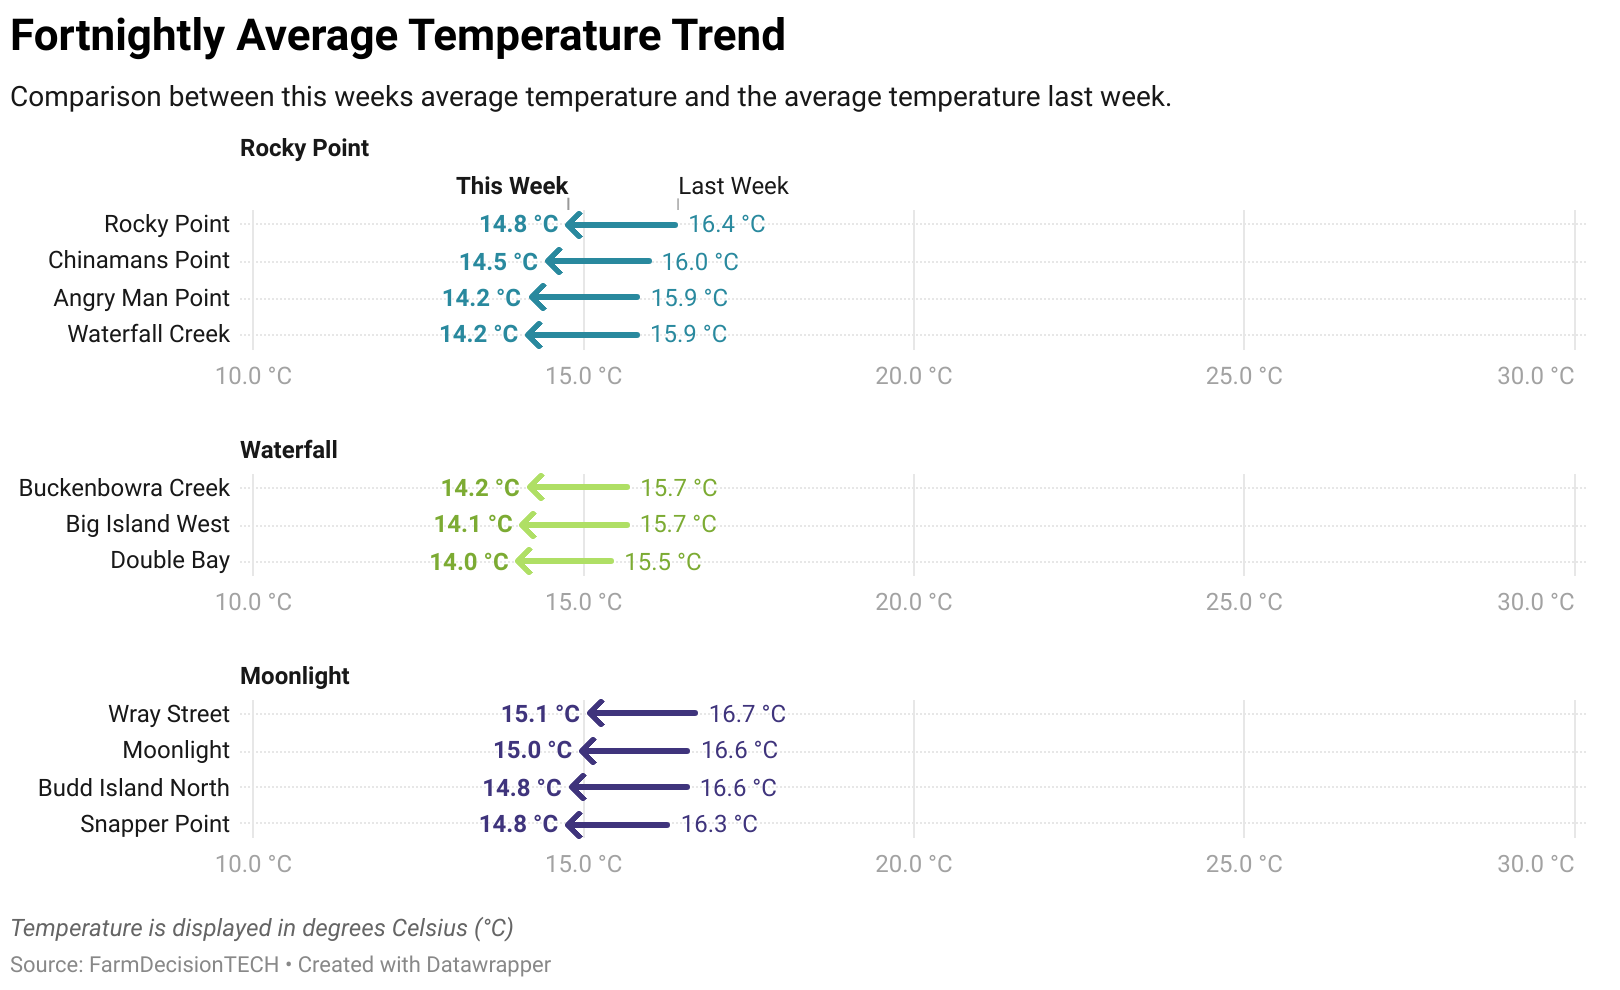 Fortnightly Average Temperature Trend
Comparison between this weeks average temperature and the average temperature last week.
Rocky Point
This Week Last Week
Rocky Point 14.8 °C 16.4 °C
Chinamans Point 14.5 °C 16.0 °C
Angry Man Point 14.2 °C 15.9 °C
Waterfall Creek 14.2 °C 15.9 °C
10.0 °C 15.0 °C 20.0 °C 25.0 °C 30.0 °C
Waterfall
Buckenbowra Creek 14.2 °C 15.7 °C
Big Island West 14.1 °C 15.7 °C
Double Bay 14.0 °C 15.5 °C
10.0 °C 15.0 °C 20.0 °C 25.0 °C 30.0 °C
Moonlight
Wray Street 15.1 °C 16.7 °C
Moonlight 15.0 °C 16.6 °C
Budd Island North 14.8 °C 16.6 °C
Snapper Point 14.8 °C 16.3 °C
10.0 °C 15.0 °C 20.0 °C 25.0 °C 30.0 °C
Temperature is displayed in degrees Celsius (°C)
Source: FarmDecisionTECH • Created with Datawrapper